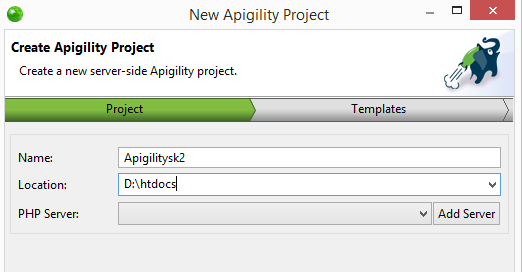 New Apigility Project
Create Apigility Project
Create a new server-side Apigility project.
Project Templates
Name: Apigilitysk2
Location: D:\htdocs
PHP Server: Add Server